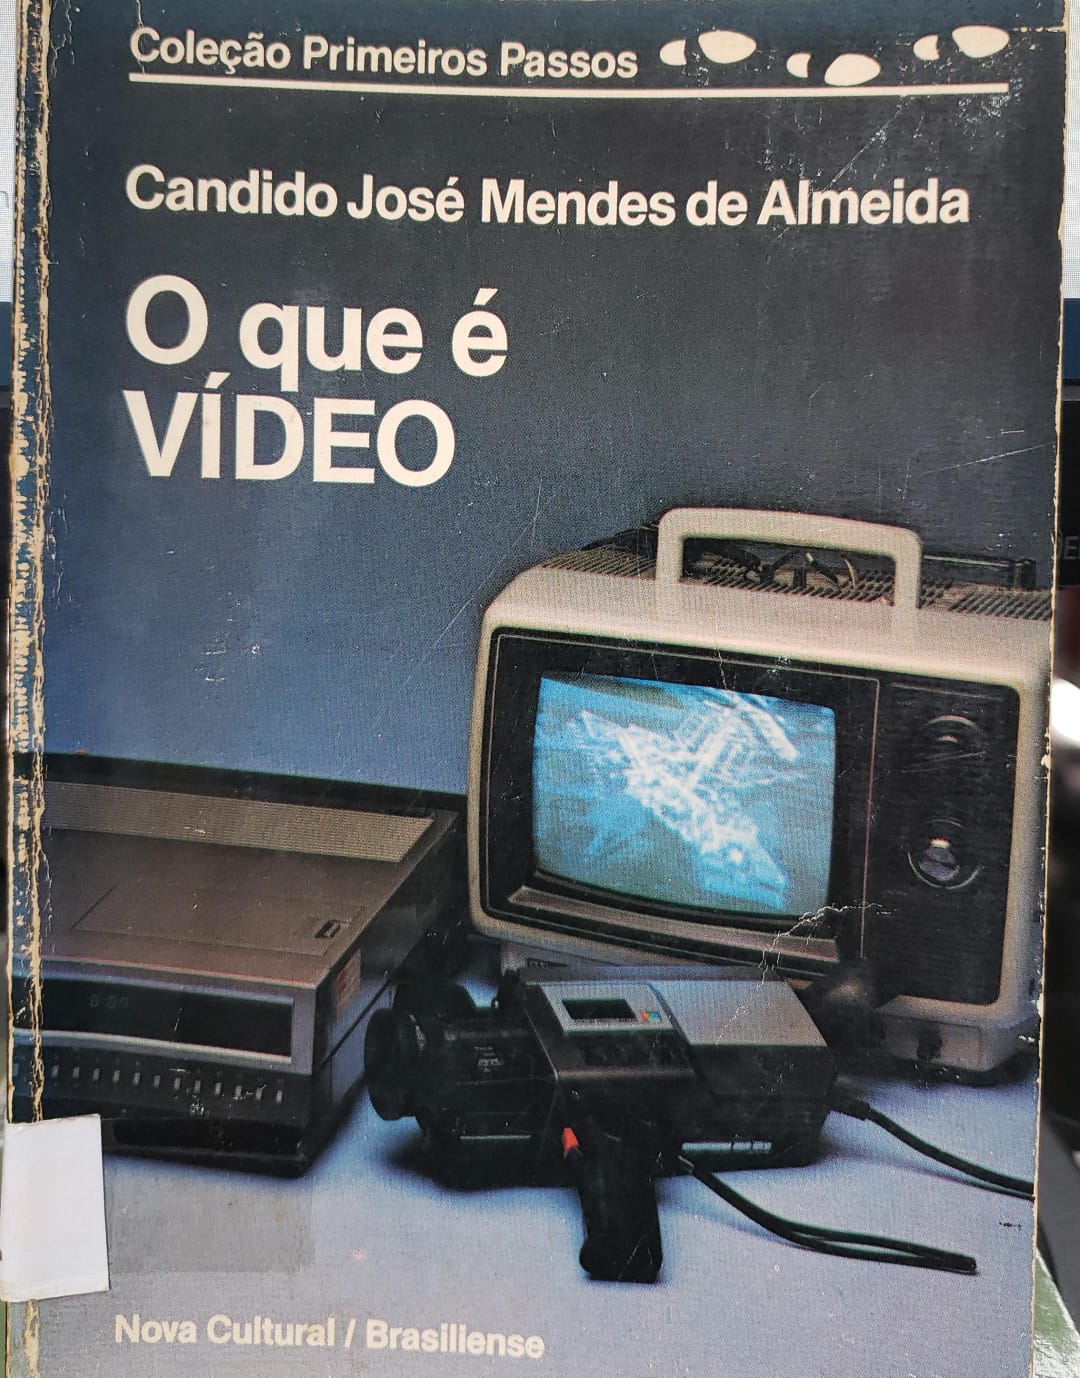 Coleção Primeiros Passos
Candido José Mendes de Almeida
O que é
VÍDEO
Nova Cultural / Brasiliense